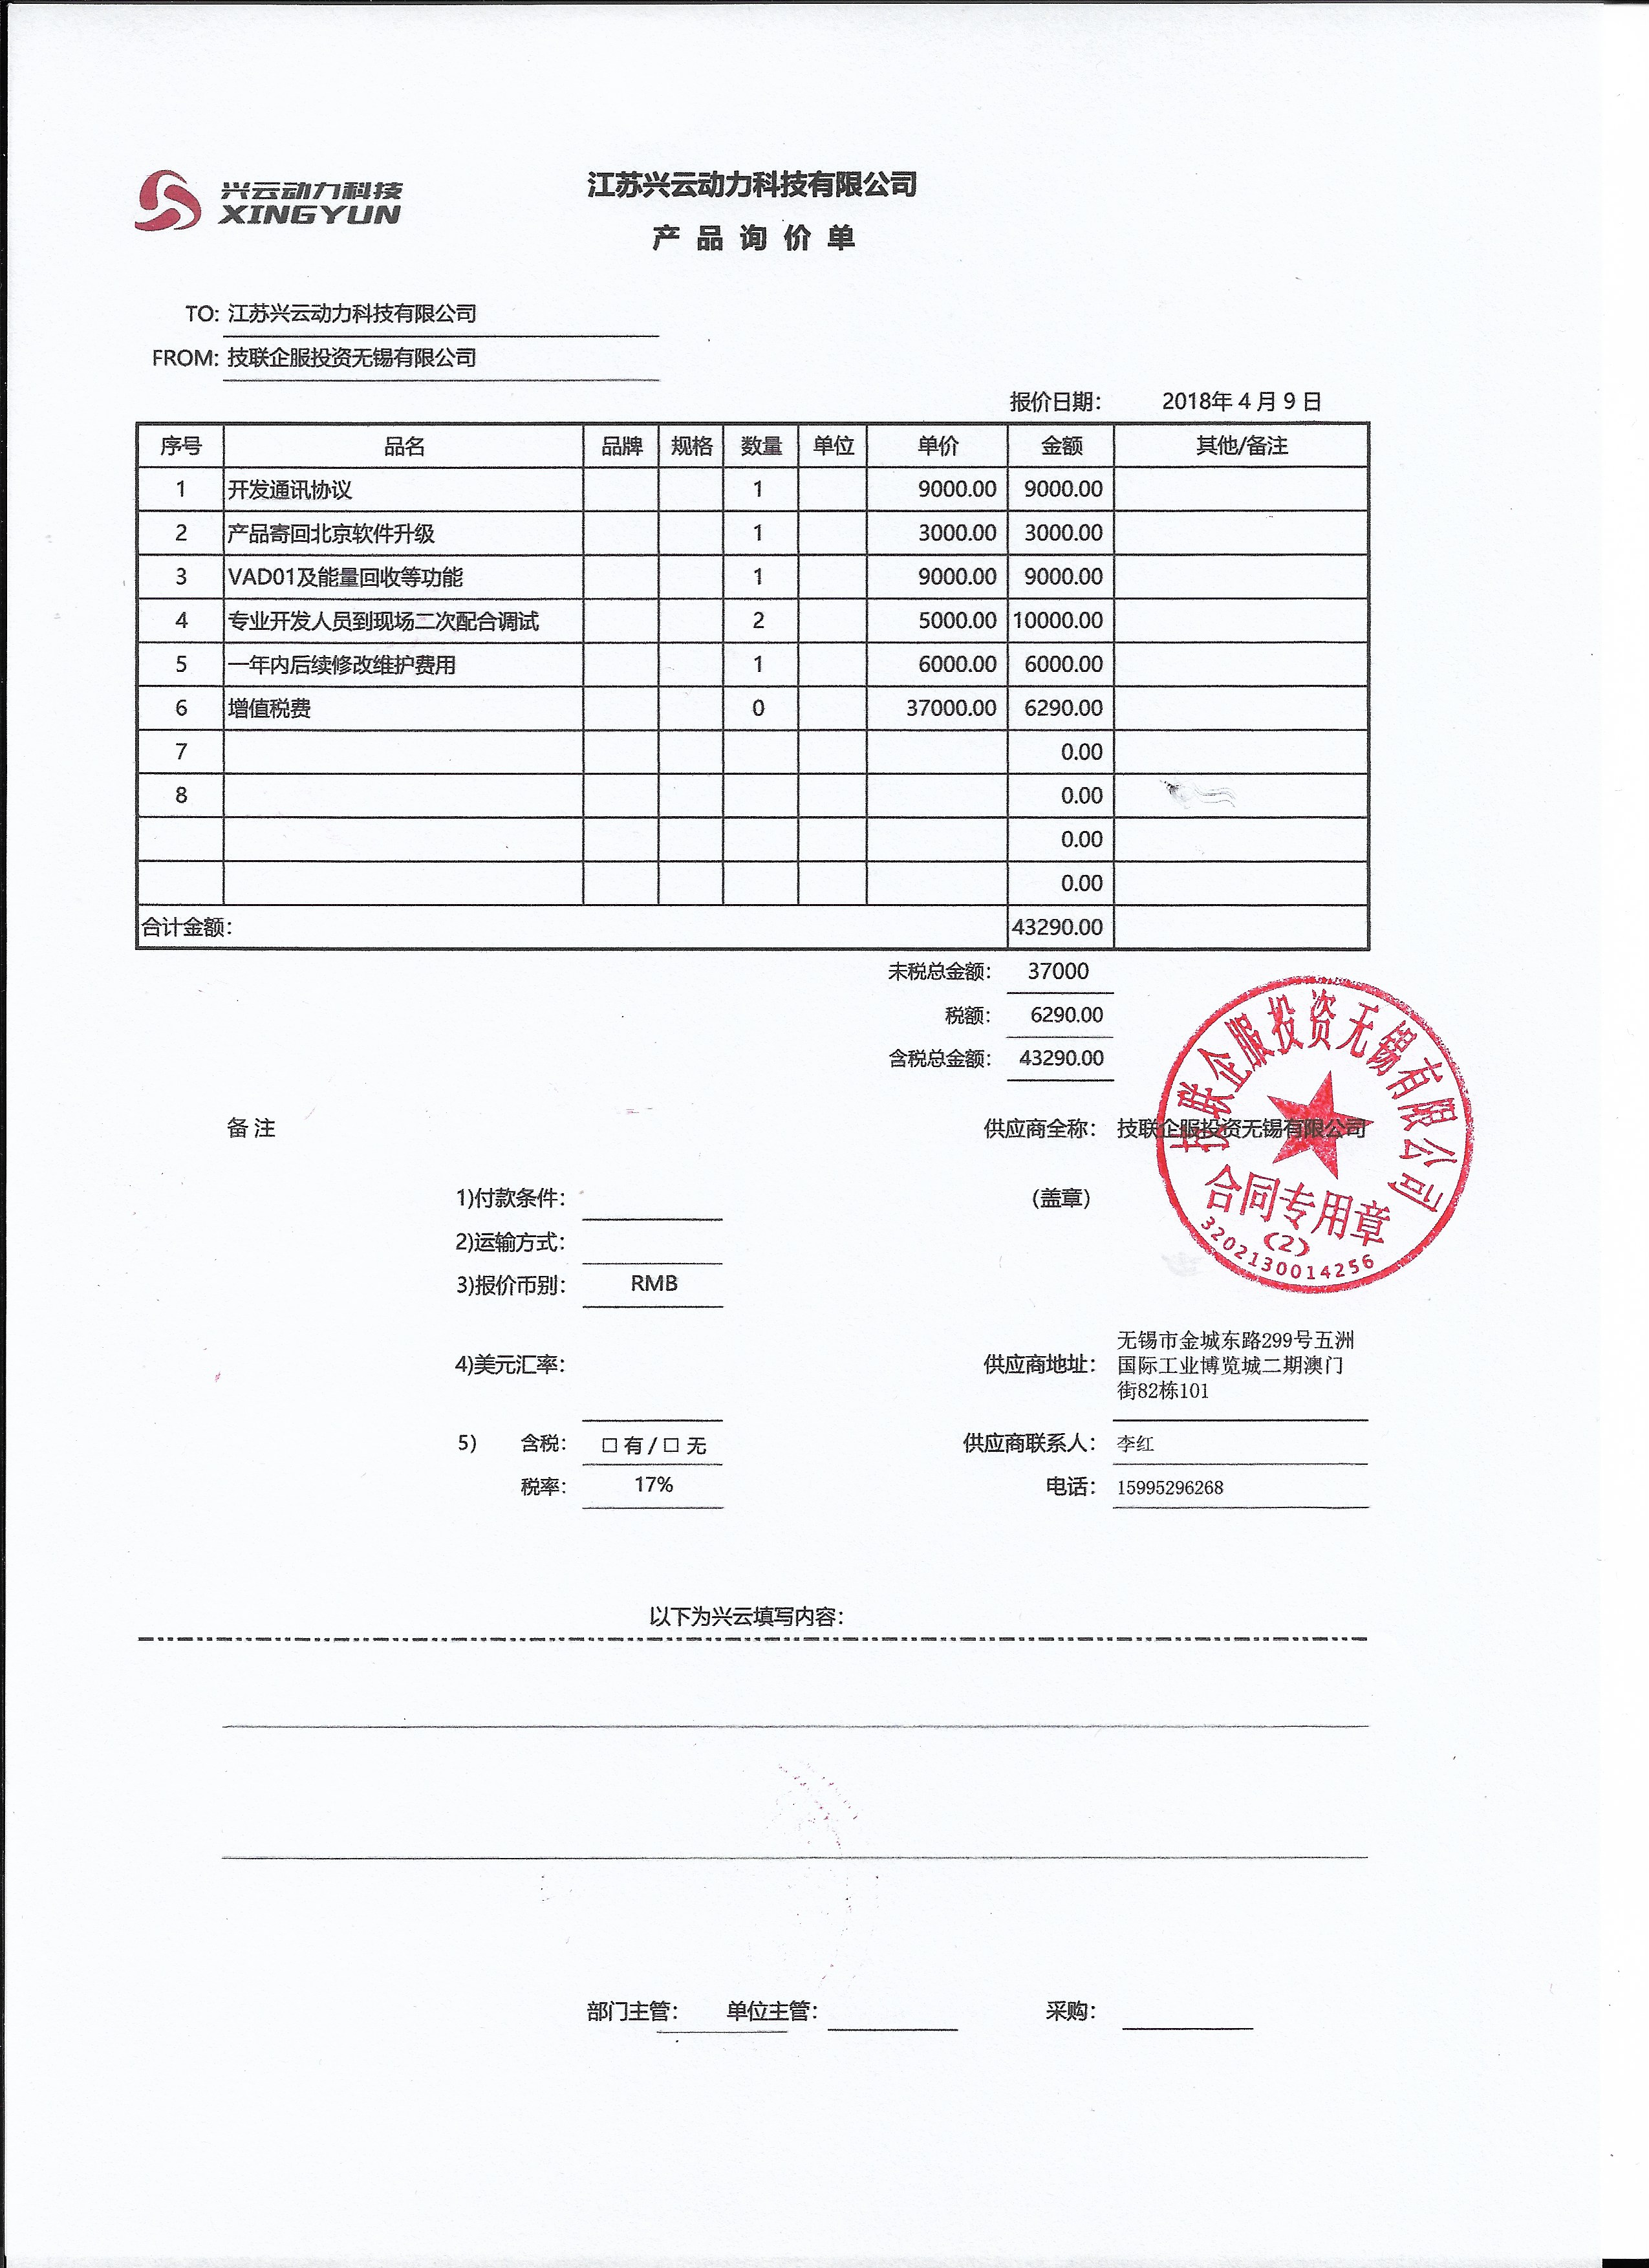 兴云动力科技
XINGYUN
江苏兴云动力科技有限公司
产品询价单
TO: 江苏兴云动力科技有限公司
FROM: 技联企服投资无锡有限公司
报价日期： 2018年 4 月 9 日
序号 品名 品牌 规格 数量 单位 单价 金额 其他/备注
1 开发通讯协议 1 9000.00 9000.00
2 产品寄回北京软件升级 1 3000.00 3000.00
3 VAD01及能量回收等功能 1 9000.00 9000.00
4 专业开发人员到现场二次配合调试 2 5000.00 10000.00
5 一年内后续修改维护费用 1 6000.00 6000.00
6 增值税费 0 37000.00 6290.00
7 0.00
8 0.00
0.00
0.00
合计金额： 43290.00
未税总金额： 37000
税额： 6290.00
含税总金额： 43290.00
备注 供应商全称： 技联企服投资无锡有限公司
1)付款条件： （盖章）
2)运输方式：
3)报价币别： RMB
技联企服投资无锡有限公司
合同专用章
(2)
3202130014256
4)美元汇率： 供应商地址： 无锡市金城东路299号五洲
国际工业博览城二期澳门
街82栋101
5) 含税： □ 有 / □ 无 供应商联系人： 李红
税率： 17% 电话： 15995296268
以下为兴云填写内容：
部门主管： 单位主管： 采购：